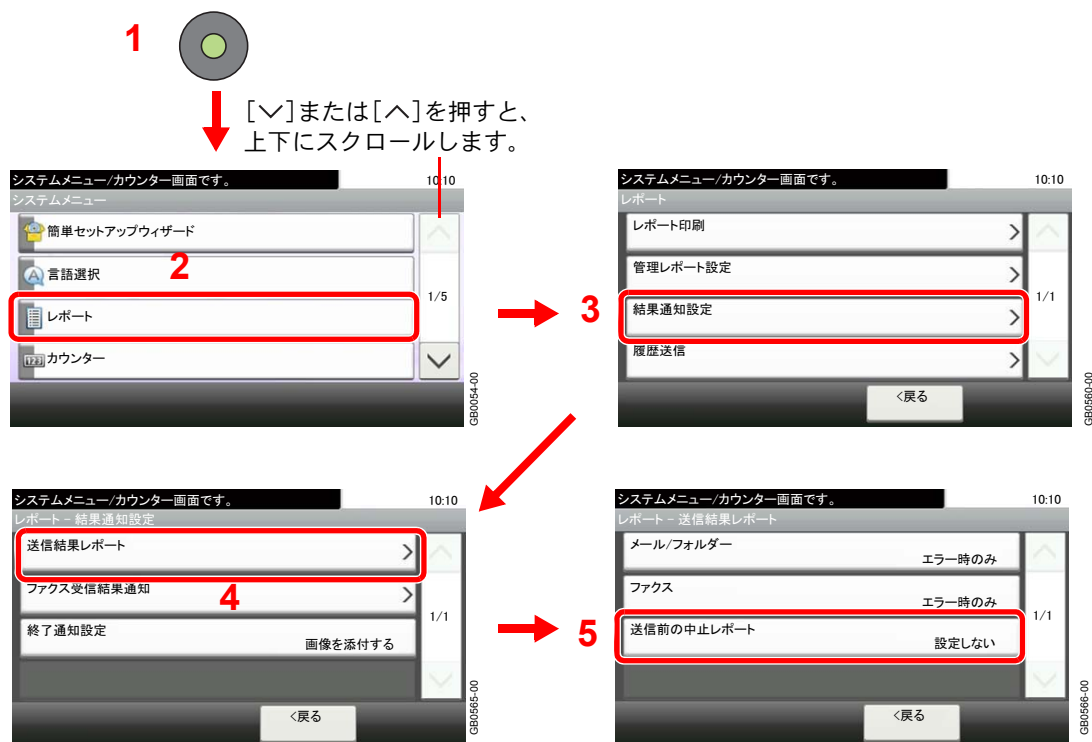 1
[∨]または[∧]を押すと、
上下にスクロールします。
システムメニュー/カウンター画面です。
10:10
システムメニュー
簡単セットアップウィザード
2
言語選択
1/5
レポート
123 カウンター
GB0054-00
システムメニュー/カウンター画面です。
10:10
レポート
レポート印刷
管理レポート設定
1/1
3
結果通知設定
履歴送信
<戻る
GB0560-00
システムメニュー/カウンター画面です。
10:10
レポート - 結果通知設定
送信結果レポート
ファクス受信結果通知
4
1/1
終了通知設定
画像を添付する
<戻る
GB0565-00
システムメニュー/カウンター画面です。
10:10
レポート - 送信結果レポート
メール/フォルダー
エラー時のみ
ファクス
エラー時のみ
1/1
5
送信前の中止レポート
設定しない
<戻る
GB0566-00